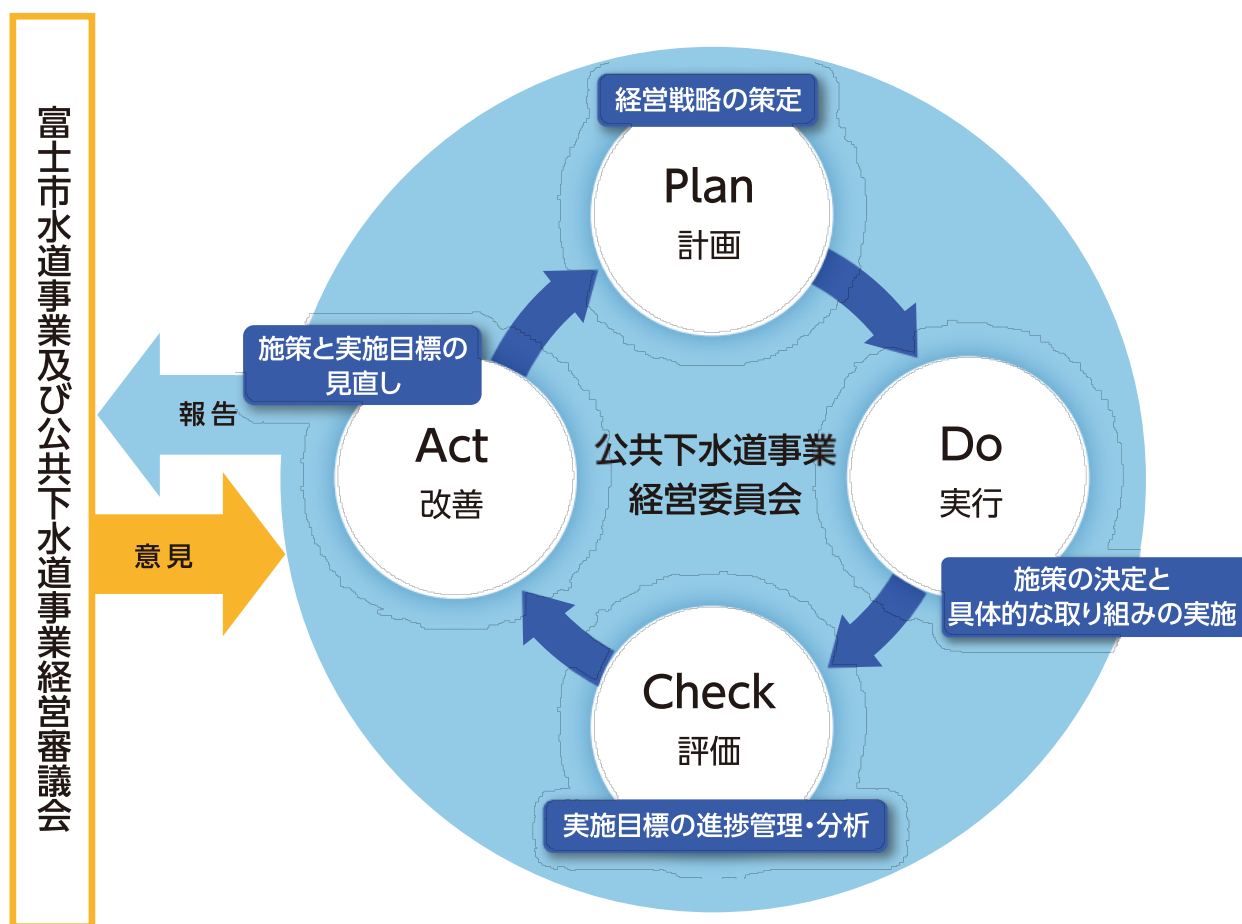 富士市水道事業及び公共下水道事業経営審議会
報告
意見
経営戦略の策定
Plan
計画
施策と実施目標の
見直し
Act
改善
公共下水道事業
経営委員会
Do
実行
施策の決定と
具体的な取り組みの実施
Check
評価
実施目標の進捗管理・分析